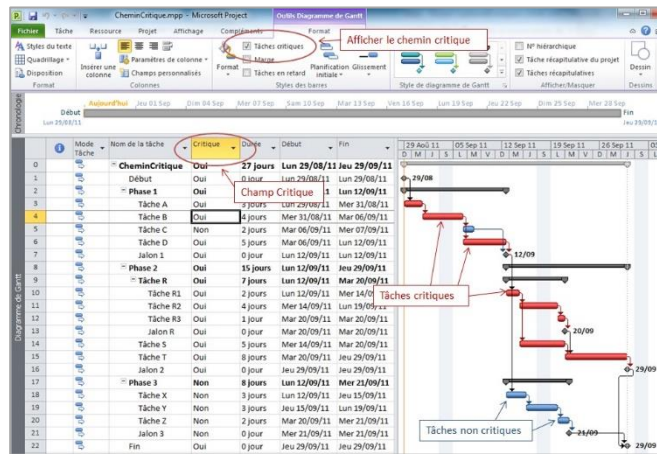 CheminCritique.mpp - Microsoft Project
Outils Diagramme de Gantt
Fichier Tâche Ressource Projet Affichage Compléments Format
Afficher le chemin critique
Styles du texte
Quadrillage
Disposition
Format
Insérer une colonne
Paramètres de colonne
Champs personnalisés
Colonnes
Format
Tâches critiques
Marge
Tâches en retard
Styles des barres
Planification initiale
Glissement
Style de diagramme de Gantt
N° hiérarchique
Tâche récapitulative du projet
Tâches récapitulatives
Afficher/Masquer
Dessin
Dessins
Chronologie
Aujourd'hui Jeu 01 Sep Dim 04 Sep Mer 07 Sep Sam 10 Sep Mar 13 Sep Ven 16 Sep Lun 19 Sep Jeu 22 Sep Dim 25 Sep Mer 28 Sep
Début
Lun 29/08/11
Fin
Jeu 29/09/11
Mode Tâche Nom de la tâche Critique Durée Début Fin
29 Aoû 11 05 Sep 11 12 Sep 11 19 Sep 11 26 Sep 11
Diagramme de Gantt
0 CheminCritique Oui 27 jours Lun 29/08/11 Jeu 29/09/11
1 Début Oui 0 jour Lun 29/08/11 Lun 29/08/11 29/08
2 Phase 1 Oui Lun 12/09/11
Champ Critique
3 Tâche A Oui 3 jours Lun 29/08/11 Mer 31/08/11
4 Tâche B Oui 4 jours Mer 31/08/11 Mar 06/09/11
5 Tâche C Non 2 jours Mar 06/09/11 Mer 07/09/11
6 Tâche D Oui 5 jours Mar 06/09/11 Lun 12/09/11
7 Jalon 1 Oui 0 jour Lun 12/09/11 Lun 12/09/11 12/09
8 Phase 2 Oui 15 jours Lun 12/09/11 Jeu 29/09/11
9 Tâche R Oui 7 jours Lun 12/09/11 Mar 20/09/11
10 Tâche R1 Oui 2 jours Lun 12/09/11 Mer 14/09
Tâches critiques
11 Tâche R2 Oui 4 jours Mer 14/09/11 Lun 19/09
12 Tâche R3 Oui 1 jour Mar 20/09/11 Mar 20/09/11
13 Jalon R Oui 0 jour Mar 20/09/11 Mar 20/09/11 20/09
14 Tâche S Oui 5 jours Mer 14/09/11 Mar 20/09/11
15 Tâche T Oui 8 jours Mar 20/09/11 Jeu 29/09/11
16 Jalon 2 Oui 0 jour Jeu 29/09/11 Jeu 29/09/11 29/09
17 Phase 3 Non 8 jours Lun 12/09/11 Mer 21/09/11
18 Tâche X Non 3 jours Lun 12/09/11 Jeu 15/09/11
19 Tâche Y Non 3 jours Jeu 15/09/11 Lun 19/09/11
20 Tâche Z Non 2 jours Mar 20/09/11 Mer 21/09/11
Tâches non critiques
21 Jalon 3 Non 0 jour Mer 21/09/11 Mer 21/09/11 21/09
22 Fin Oui 0 jour Jeu 29/09/11 Jeu 29/09/11 29/09